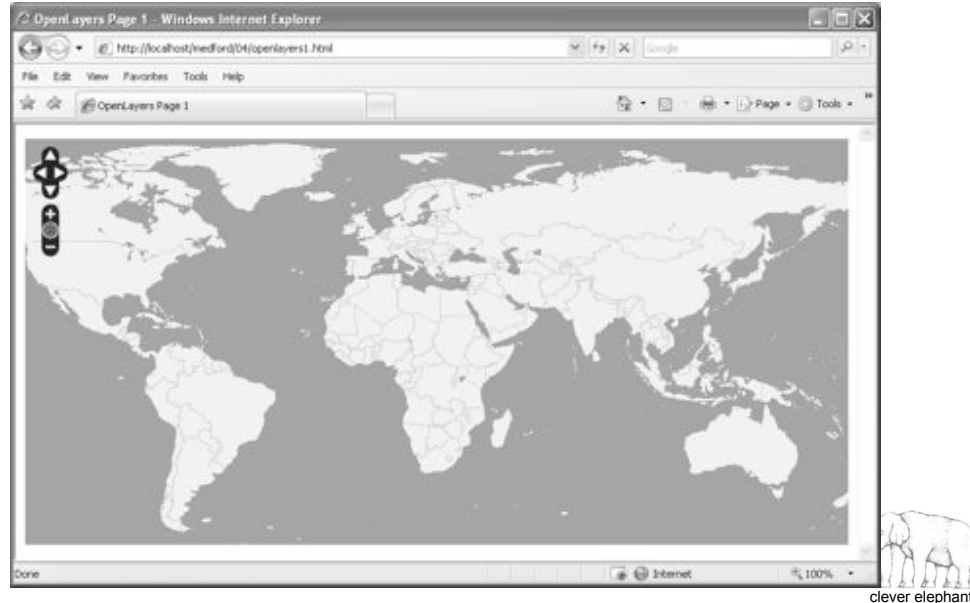 OpenLayers Page 1 - Windows Internet Explorer
http://localhost/medford/04/openlayers1.html
Google
File Edit View Favorites Tools Help
OpenLayers Page 1
Page Tools
Done
Internet
100%
clever elephant